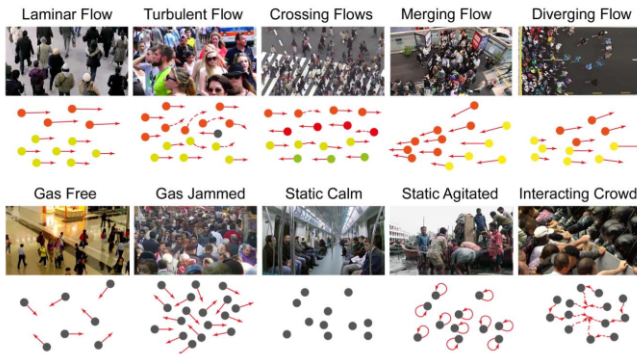 Laminar Flow
Turbulent Flow
Crossing Flows
Merging Flow
Diverging Flow
Gas Free
Gas Jammed
Static Calm
Static Agitated
Interacting Crowd